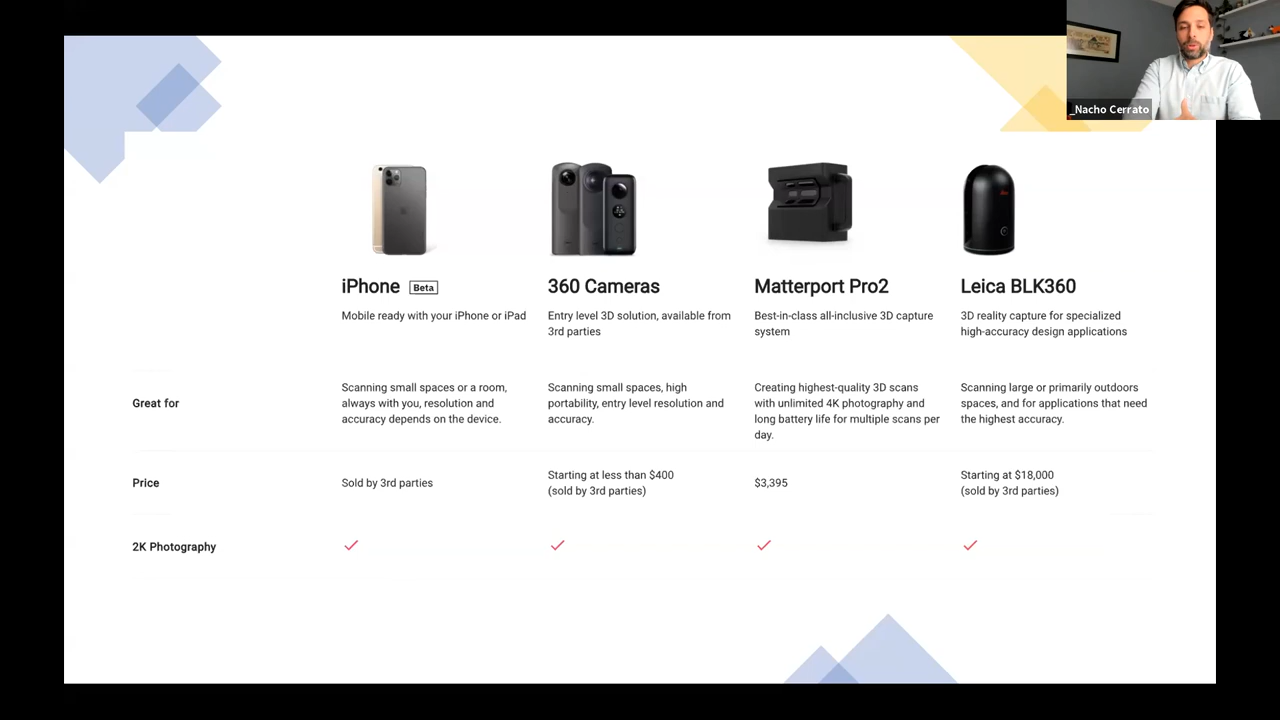 _Nacho Cerrato
iPhone Beta
Mobile ready with your iPhone or iPad
360 Cameras
Entry level 3D solution, available from
3rd parties
Matterport Pro2
Best-in-class all-inclusive 3D capture
system
Leica BLK360
3D reality capture for specialized
high-accuracy design applications
Great for
Scanning small spaces or a room,
always with you, resolution and
accuracy depends on the device.
Scanning small spaces, high
portability, entry level resolution and
accuracy.
Creating highest-quality 3D scans
with unlimited 4K photography and
long battery life for multiple scans per
day.
Scanning large or primarily outdoors
spaces, and for applications that need
the highest accuracy.
Price
Sold by 3rd parties
Starting at less than $400
(sold by 3rd parties)
$3,395
Starting at $18,000
(sold by 3rd parties)
2K Photography